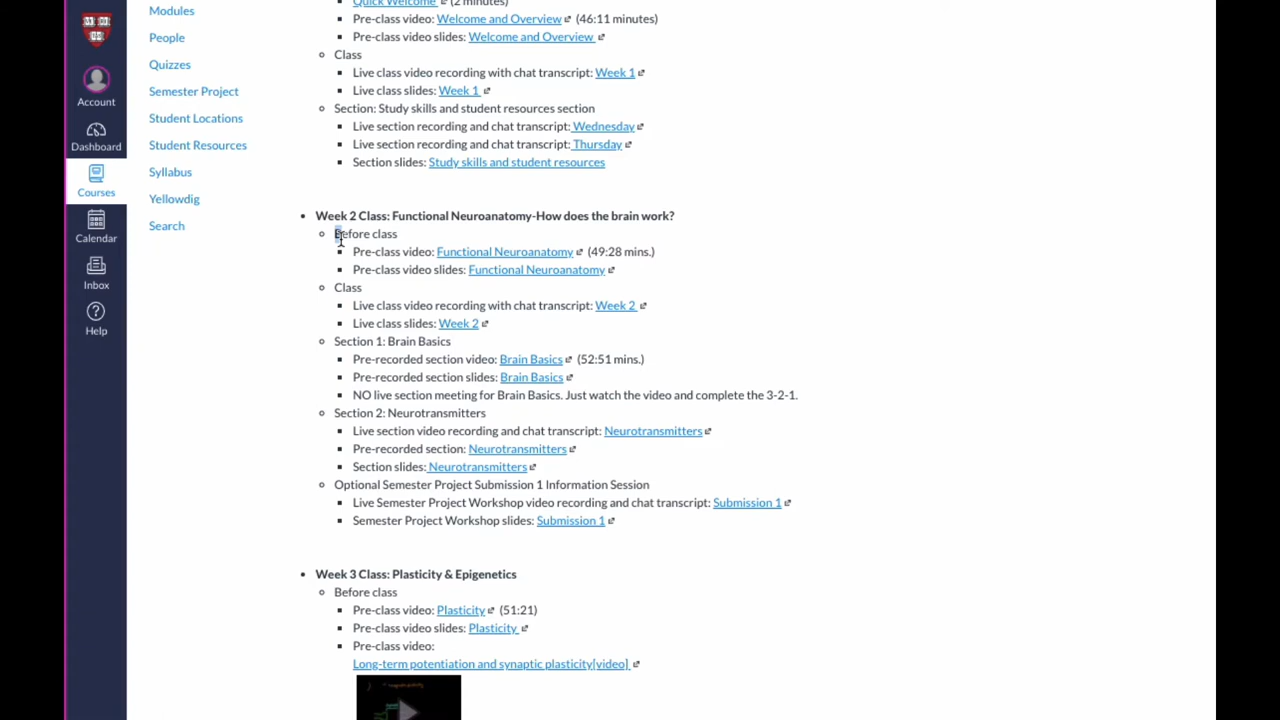 Modules
People
Quizzes
Semester Project
Student Locations
Student Resources
Syllabus
Yellowdig
Search
Account
Dashboard
Courses
Calendar
Inbox
Help
Quick Welcome (2 minutes)
Pre-class video: Welcome and Overview (46:11 minutes)
Pre-class video slides: Welcome and Overview
Class
Live class video recording with chat transcript: Week 1
Live class slides: Week 1
Section: Study skills and student resources section
Live section recording and chat transcript: Wednesday
Live section recording and chat transcript: Thursday
Section slides: Study skills and student resources
Week 2 Class: Functional Neuroanatomy-How does the brain work?
Before class
Pre-class video: Functional Neuroanatomy (49:28 mins.)
Pre-class video slides: Functional Neuroanatomy
Class
Live class video recording with chat transcript: Week 2
Live class slides: Week 2
Section 1: Brain Basics
Pre-recorded section video: Brain Basics (52:51 mins.)
Pre-recorded section slides: Brain Basics
NO live section meeting for Brain Basics. Just watch the video and complete the 3-2-1.
Section 2: Neurotransmitters
Live section video recording and chat transcript: Neurotransmitters
Pre-recorded section: Neurotransmitters
Section slides: Neurotransmitters
Optional Semester Project Submission 1 Information Session
Live Semester Project Workshop video recording and chat transcript: Submission 1
Semester Project Workshop slides: Submission 1
Week 3 Class: Plasticity & Epigenetics
Before class
Pre-class video: Plasticity (51:21)
Pre-class video slides: Plasticity
Pre-class video:
Long-term potentiation and synaptic plasticity[video]